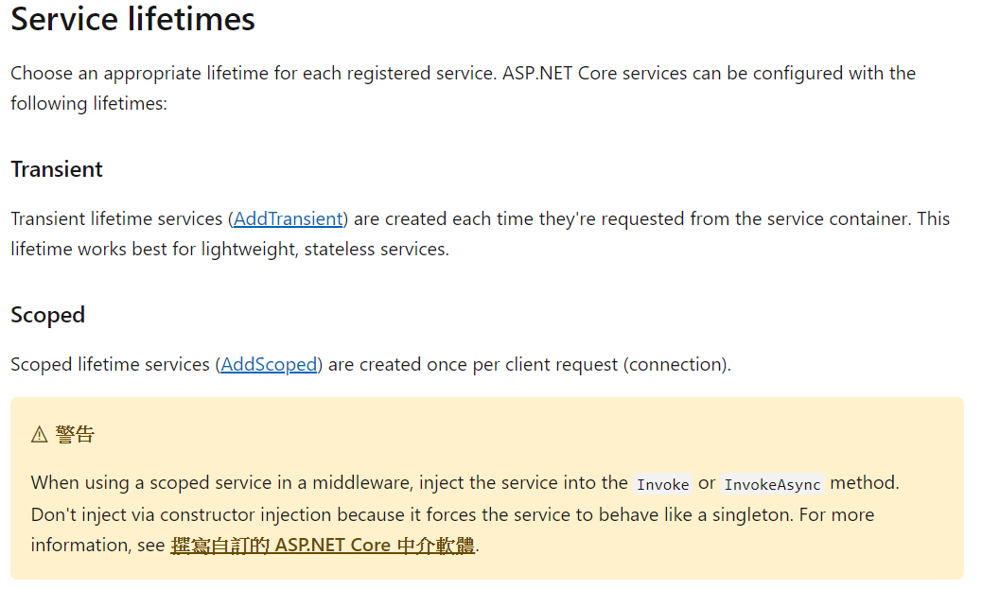 Service lifetimes
Choose an appropriate lifetime for each registered service. ASP.NET Core services can be configured with the
following lifetimes:
Transient
Transient lifetime services (AddTransient) are created each time they're requested from the service container. This
lifetime works best for lightweight, stateless services.
Scoped
Scoped lifetime services (AddScoped) are created once per client request (connection).
⚠ 警告
When using a scoped service in a middleware, inject the service into the Invoke or InvokeAsync method.
Don't inject via constructor injection because it forces the service to behave like a singleton. For more
information, see 撰寫自訂的 ASP.NET Core 中介軟體.